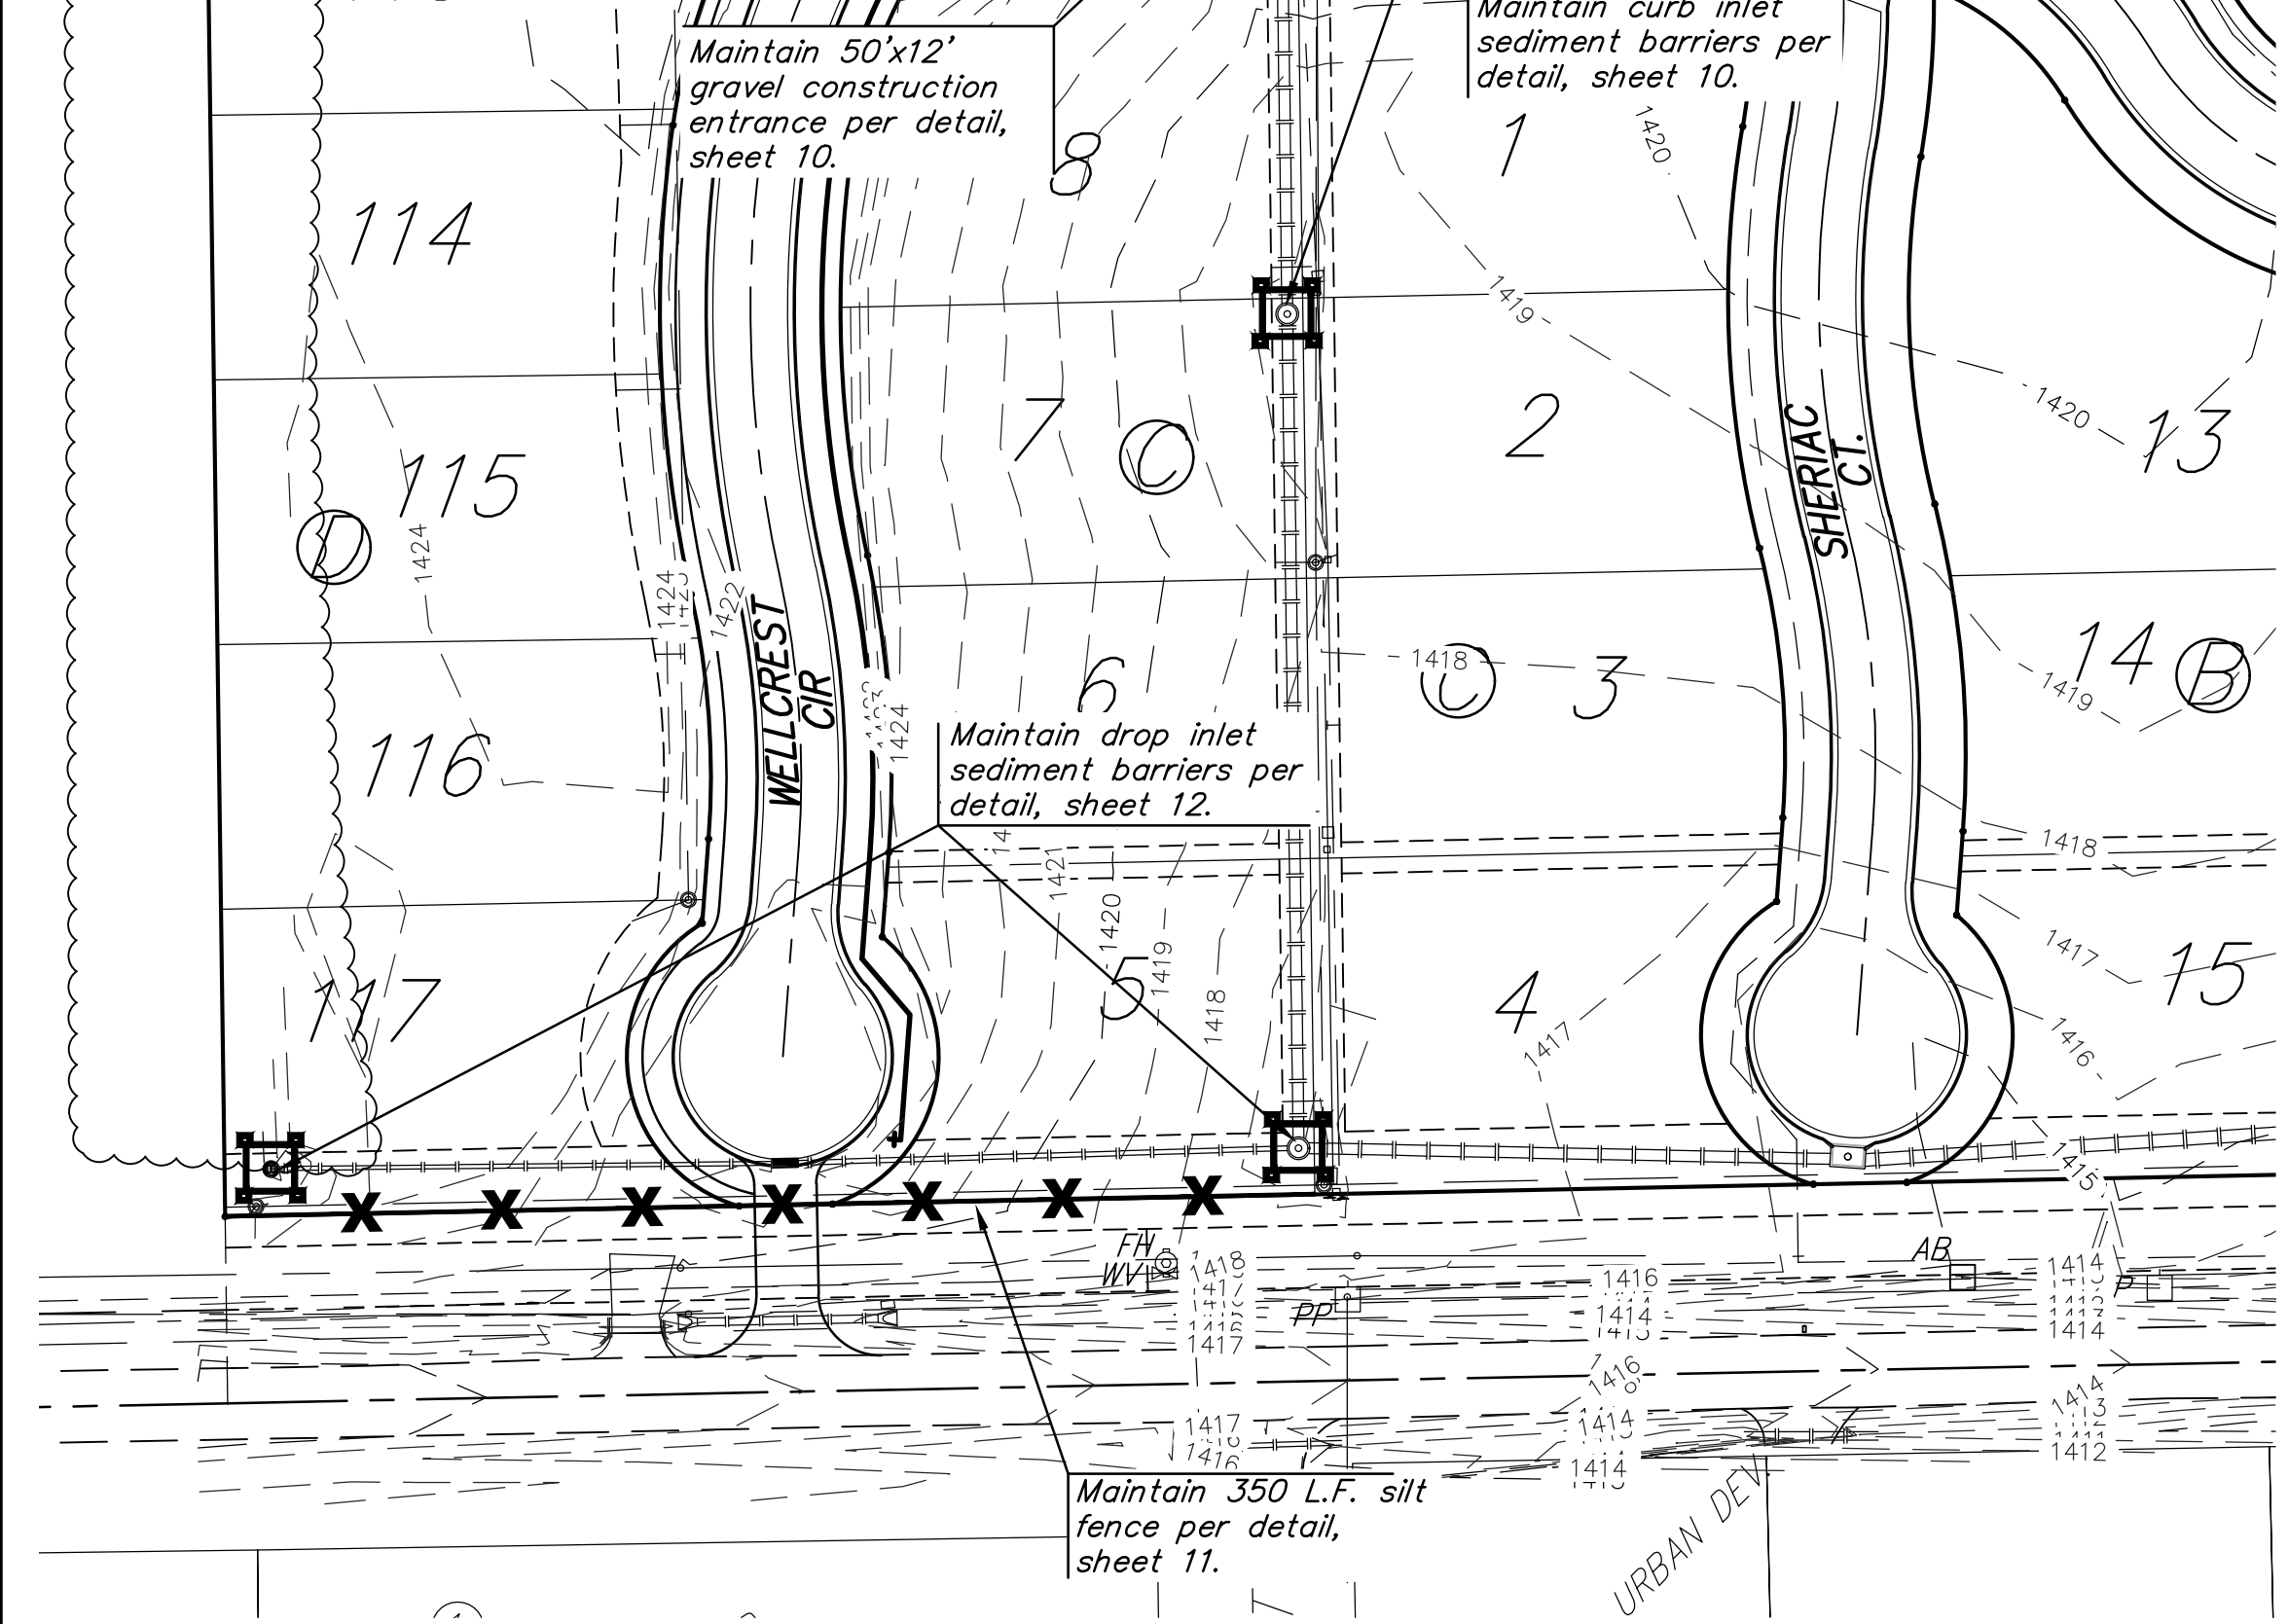 Maintain curb inlet
sediment barriers per
detail, sheet 10.
Maintain 50'x12'
gravel construction
entrance per detail,
sheet 10.
8
1
1420
114
1419
7
C
2
1420
13
SHERIAC
CT.
115
D
1424
1424
1422
WELLCREST
CIR
6
1418
C
3
14
B
1419
116
1424
Maintain drop inlet
sediment barriers per
detail, sheet 12.
1421
1418
1420
1419
1418
5
4
1417
1417
15
1416
117
X X X X X X X
1415
FH
WV
1418
1417
1417
PP
1416
1414
AB
1414
1414
P
1416
1414
1417
1416
1414
1414
1412
Maintain 350 L.F. silt
fence per detail,
sheet 11.
URBAN DEV.